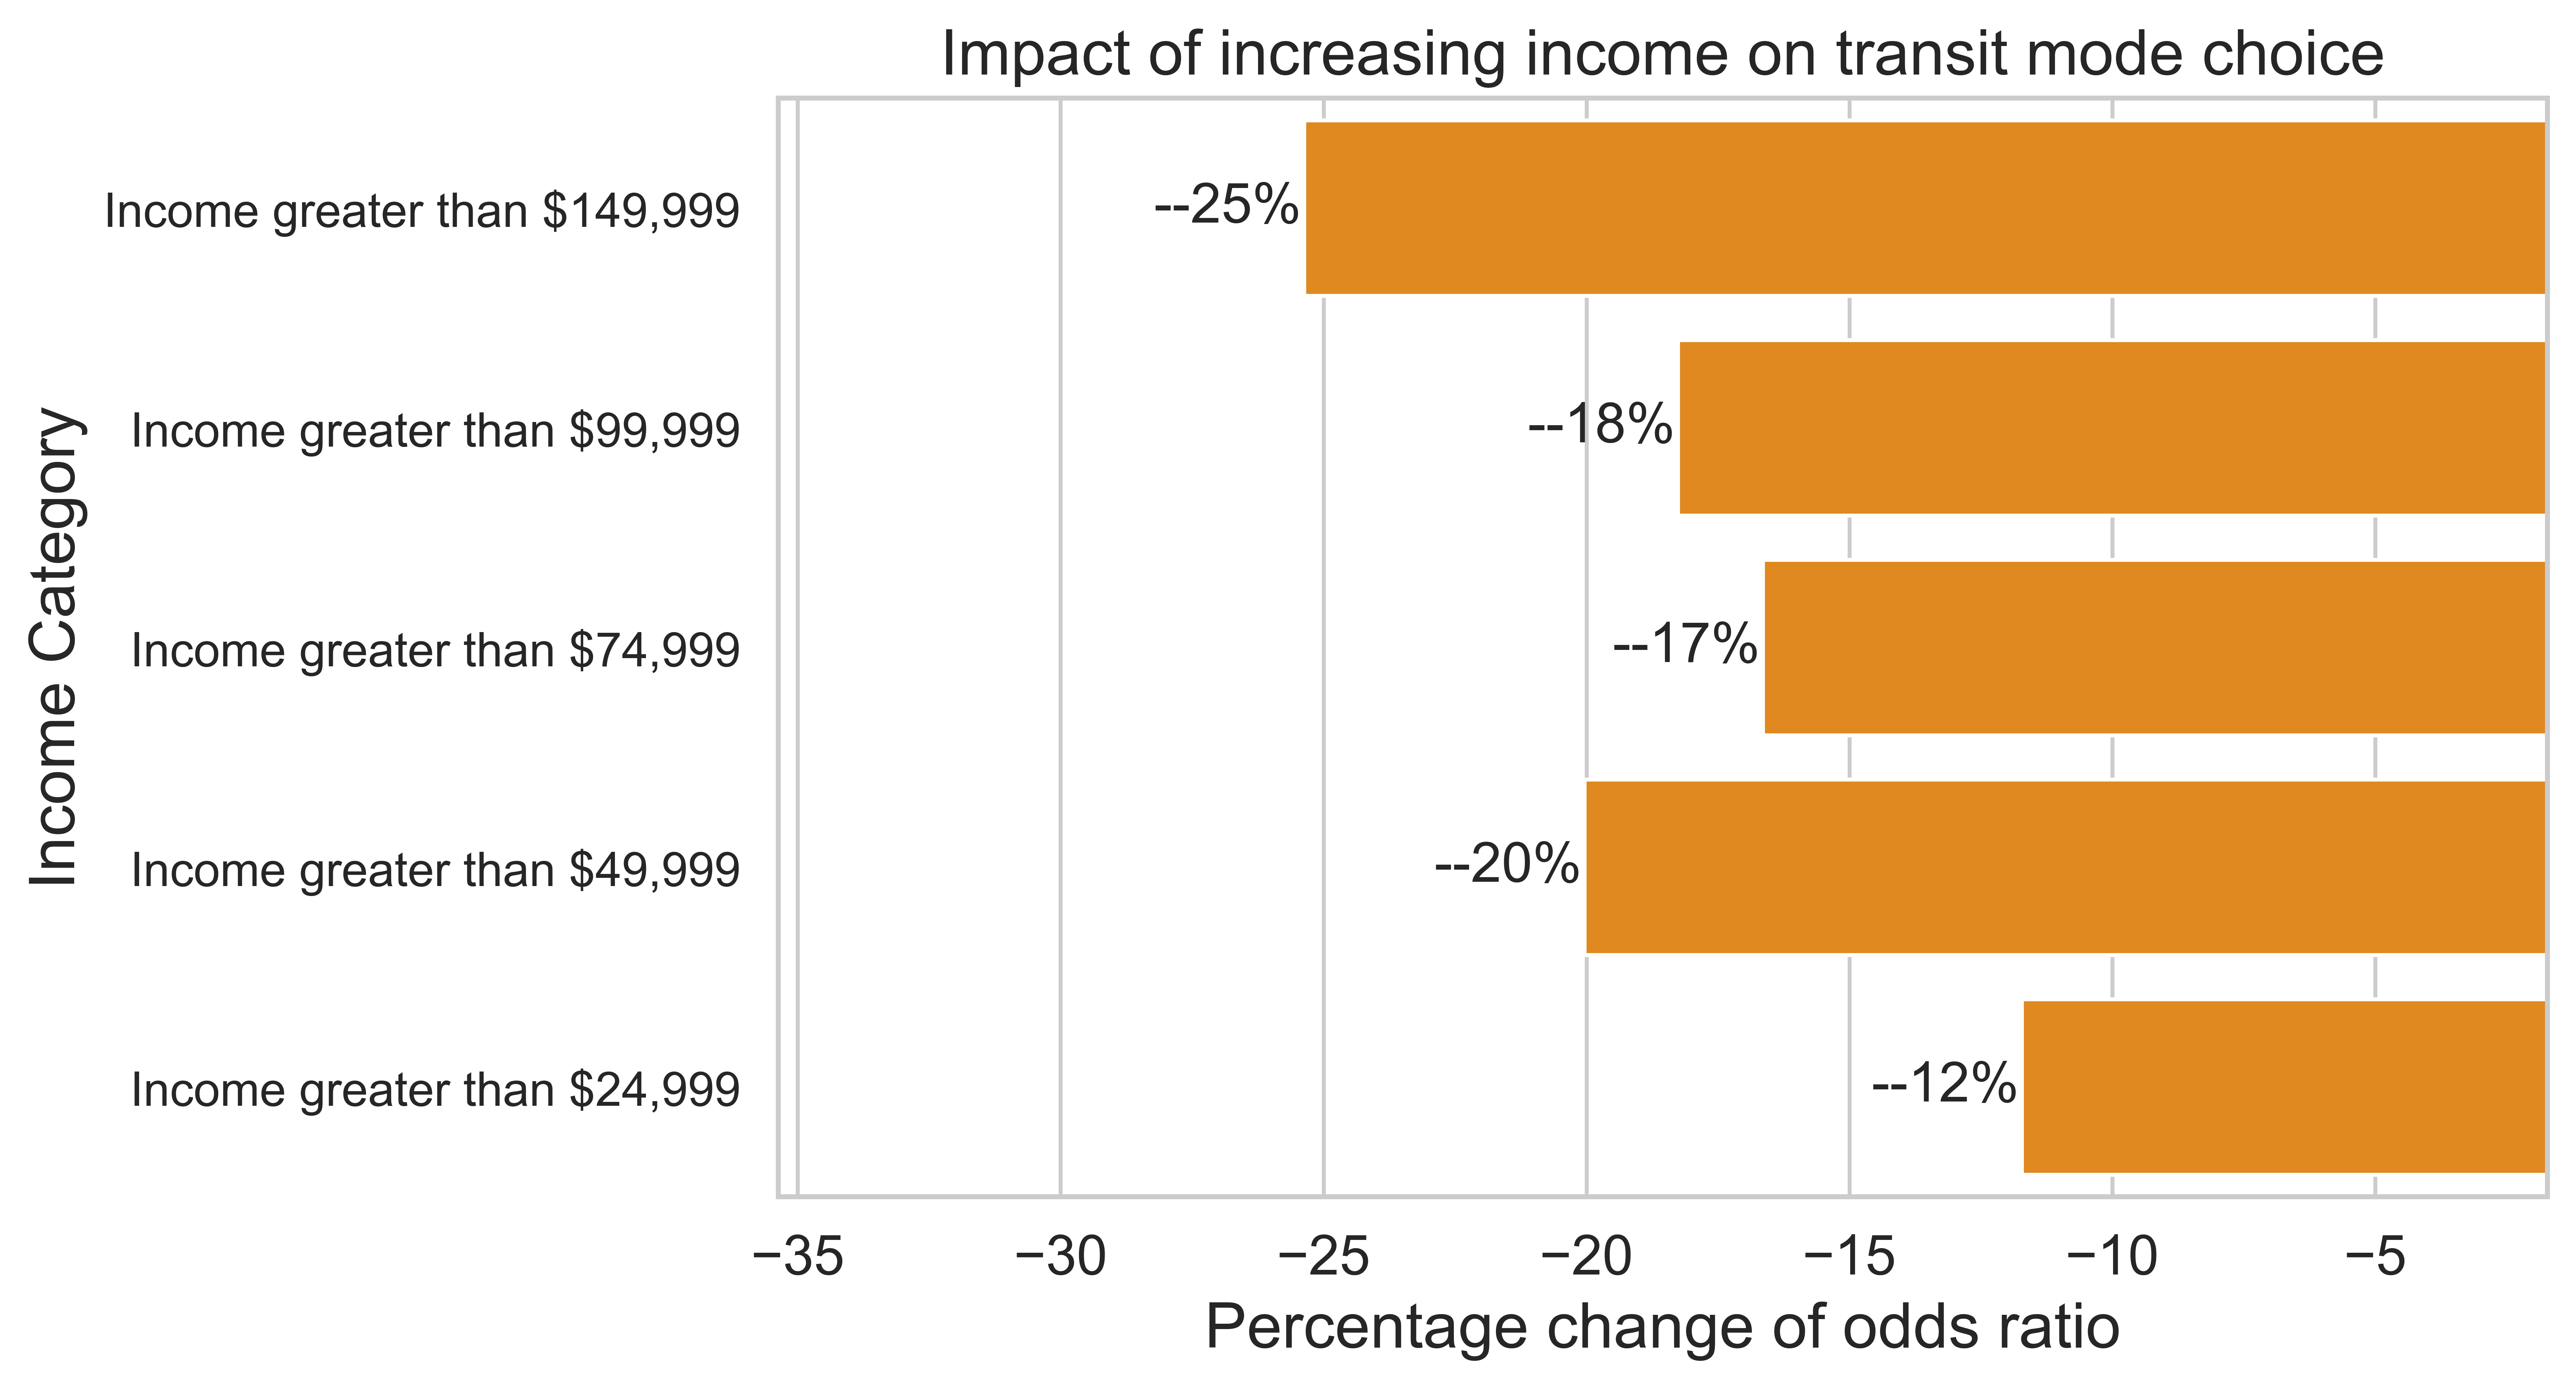 Impact of increasing income on transit mode choice
Income Category
Income greater than $149,999
--25%
Income greater than $99,999
--18%
Income greater than $74,999
--17%
Income greater than $49,999
--20%
Income greater than $24,999
--12%
−35 −30 −25 −20 −15 −10 −5
Percentage change of odds ratio